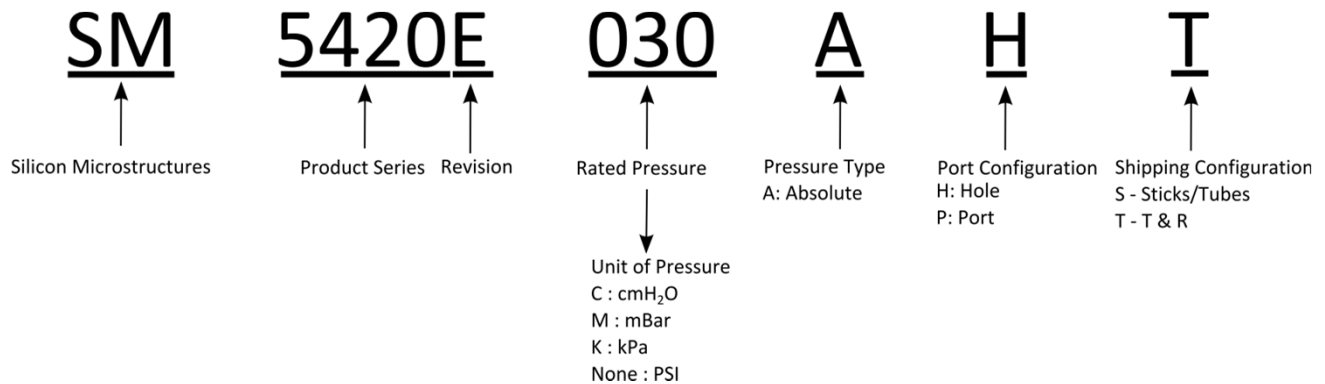 SM 5420E 030 A H T
Silicon Microstructures Product Series Revision Rated Pressure Pressure Type Port Configuration Shipping Configuration
A: Absolute H: Hole S - Sticks/Tubes
P: Port T - T & R
Unit of Pressure
C : cmH₂O
M : mBar
K : kPa
None : PSI